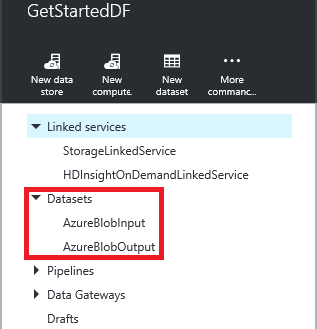 GetStartedDF
New data store
New compute..
New dataset
More commanc...
Linked services
StorageLinkedService
HDInsightOnDemandLinkedService
Datasets
AzureBlobInput
AzureBlobOutput
Pipelines
Data Gateways
Drafts